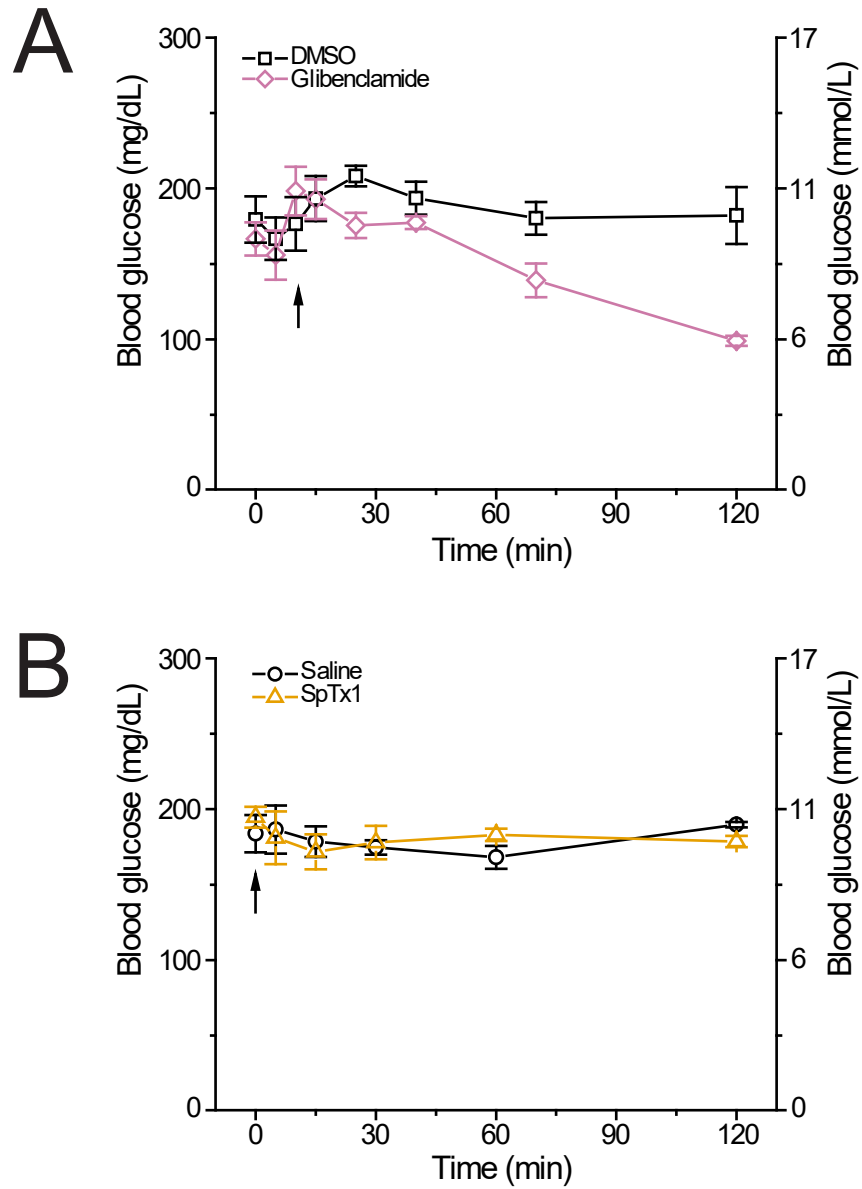 A
300
200
100
0
Blood glucose (mg/dL)
DMSO
Glibenclamide
17
11
6
0
Blood glucose (mmol/L)
0 30 60 90 120
Time (min)
B
300
200
100
0
Blood glucose (mg/dL)
Saline
SpTx1
17
11
6
0
Blood glucose (mmol/L)
0 30 60 90 120
Time (min)